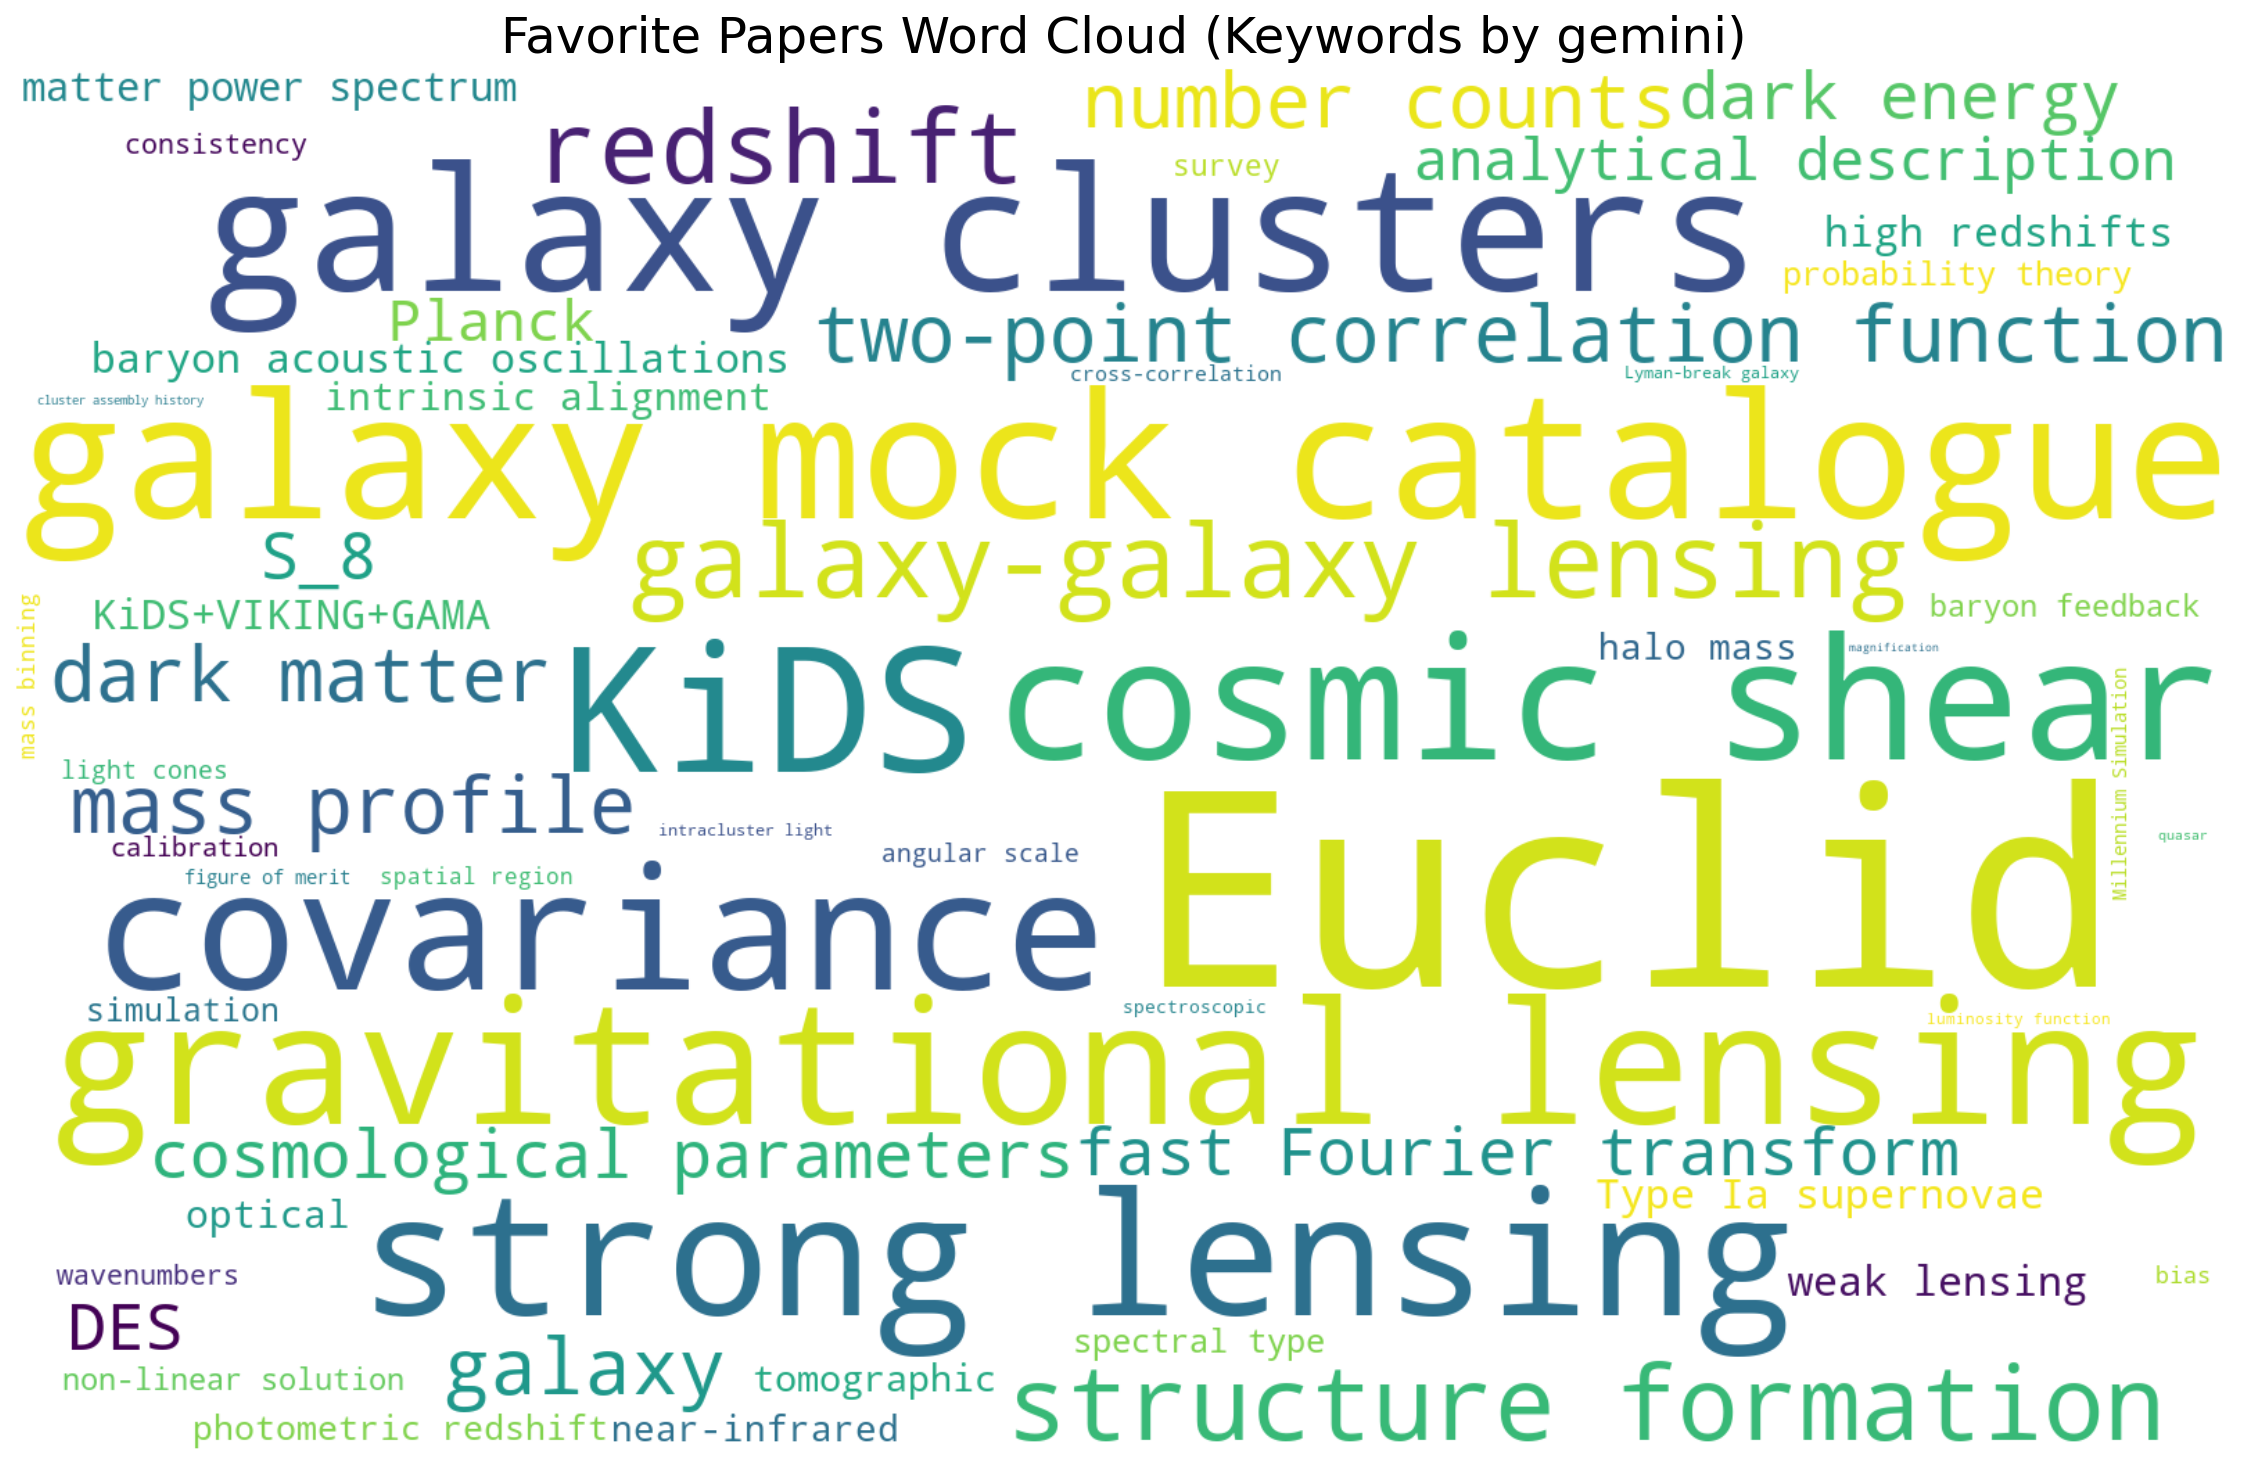 Favorite Papers Word Cloud (Keywords by gemini)
matter power spectrum
number counts
dark energy
consistency
redshift
survey
analytical description
galaxy clusters
high redshifts
probability theory
Planck
two-point correlation function
baryon acoustic oscillations
cross-correlation
Lyman-break galaxy
cluster assembly history
intrinsic alignment
galaxy mock catalogue
S_8
galaxy-galaxy lensing
KiDS+VIKING+GAMA
baryon feedback
mass binning
dark matter
KiDS
cosmic shear
halo mass
magnification
Millennium Simulation
light cones
mass profile
intracluster light
quasar
calibration
angular scale
figure of merit
spatial region
covariance
Euclid
simulation
spectroscopic
luminosity function
gravitational lensing
cosmological parameters
fast Fourier transform
Type Ia supernovae
optical
strong lensing
wavenumbers
weak lensing
bias
DES
spectral type
non-linear solution
galaxy
tomographic
structure formation
photometric redshift
near-infrared